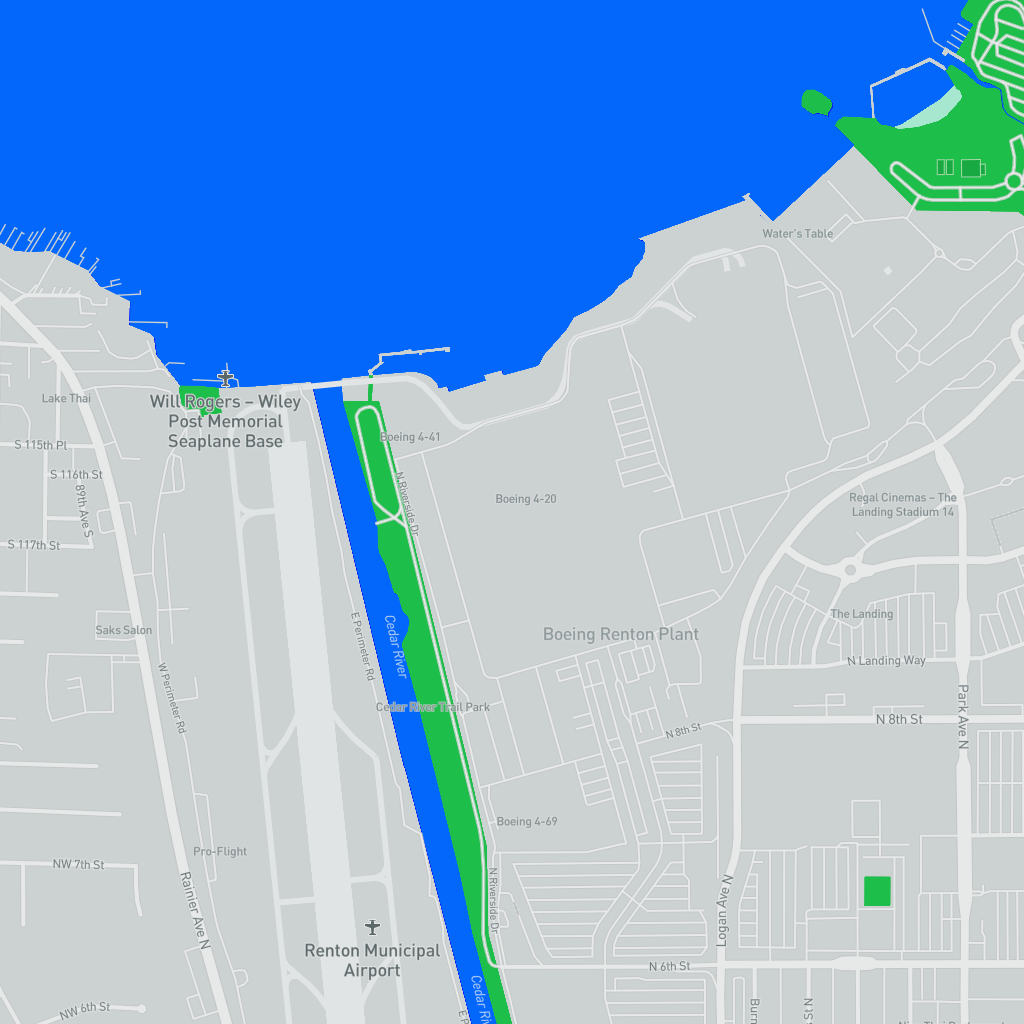 Water's Table
Lake Thai
Will Rogers – Wiley
Post Memorial
Seaplane Base
Boeing 4-41
S 115th Pl
S 116th St
89th Ave S
N Riverside Dr
Boeing 4-20
Regal Cinemas – The
Landing Stadium 14
S 117th St
The Landing
Saks Salon
E Perimeter Rd
Cedar River
Boeing Renton Plant
N Landing Way
W Perimeter Rd
Cedar River Trail Park
Park Ave N
N 8th St
N 8th St
Boeing 4-69
Pro-Flight
NW 7th St
Rainier Ave N
N Riverside Dr
Logan Ave N
Renton Municipal
Airport
N 6th St
Cedar Riv
NW 6th St
E P
Burn
N St